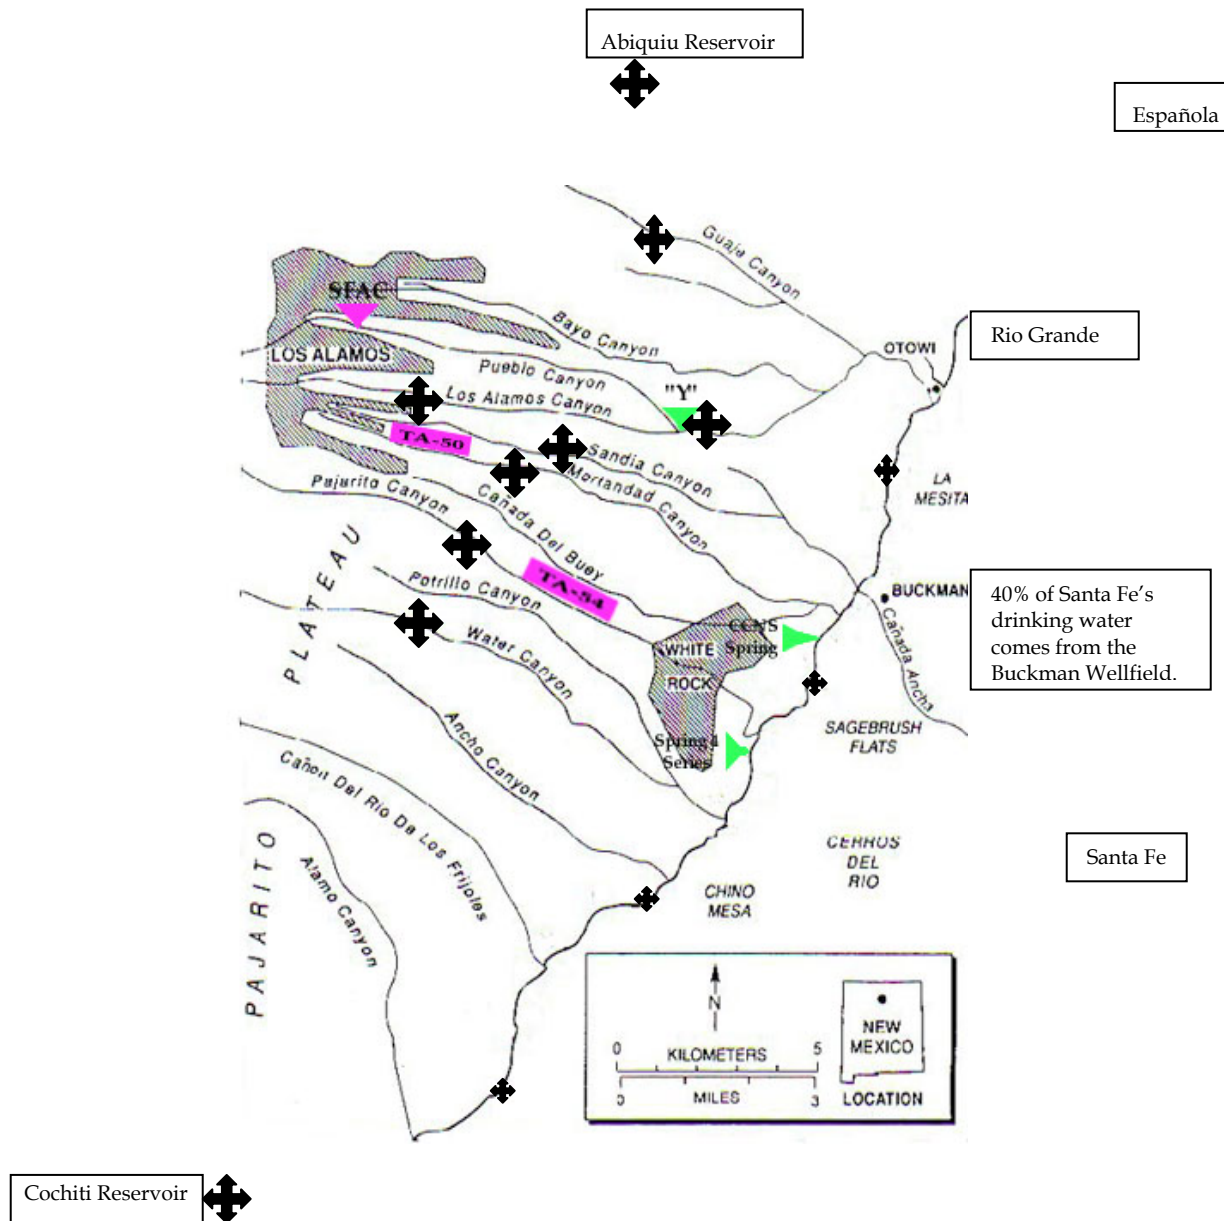 Abiquiu Reservoir
Española
Guaje Canyon
SFAC
Rio Grande
Bayo Canyon
OTOWI
LOS ALAMOS
Pueblo Canyon
"Y"
Los Alamos Canyon
TA-50
Sandia Canyon
Mortandad Canyon
LA
MESITA
Pajarito Canyon
Cañada Del Buey
TA-54
BUCKMAN
40% of Santa Fe's
drinking water
comes from the
Buckman Wellfield.
Potrillo Canyon
Water Canyon
CCNS
Spring
WHITE
ROCK
Cañada Ancha
SAGEBRUSH
FLATS
Spring 4
Series
Ancho Canyon
Cañon Del Rio De Los Frijoles
Alamo Canyon
PAJARITO PLATEAU
CERROS
DEL
RIO
Santa Fe
CHINO
MESA
N
0 KILOMETERS 5
0 MILES 3
NEW
MEXICO
LOCATION
Cochiti Reservoir